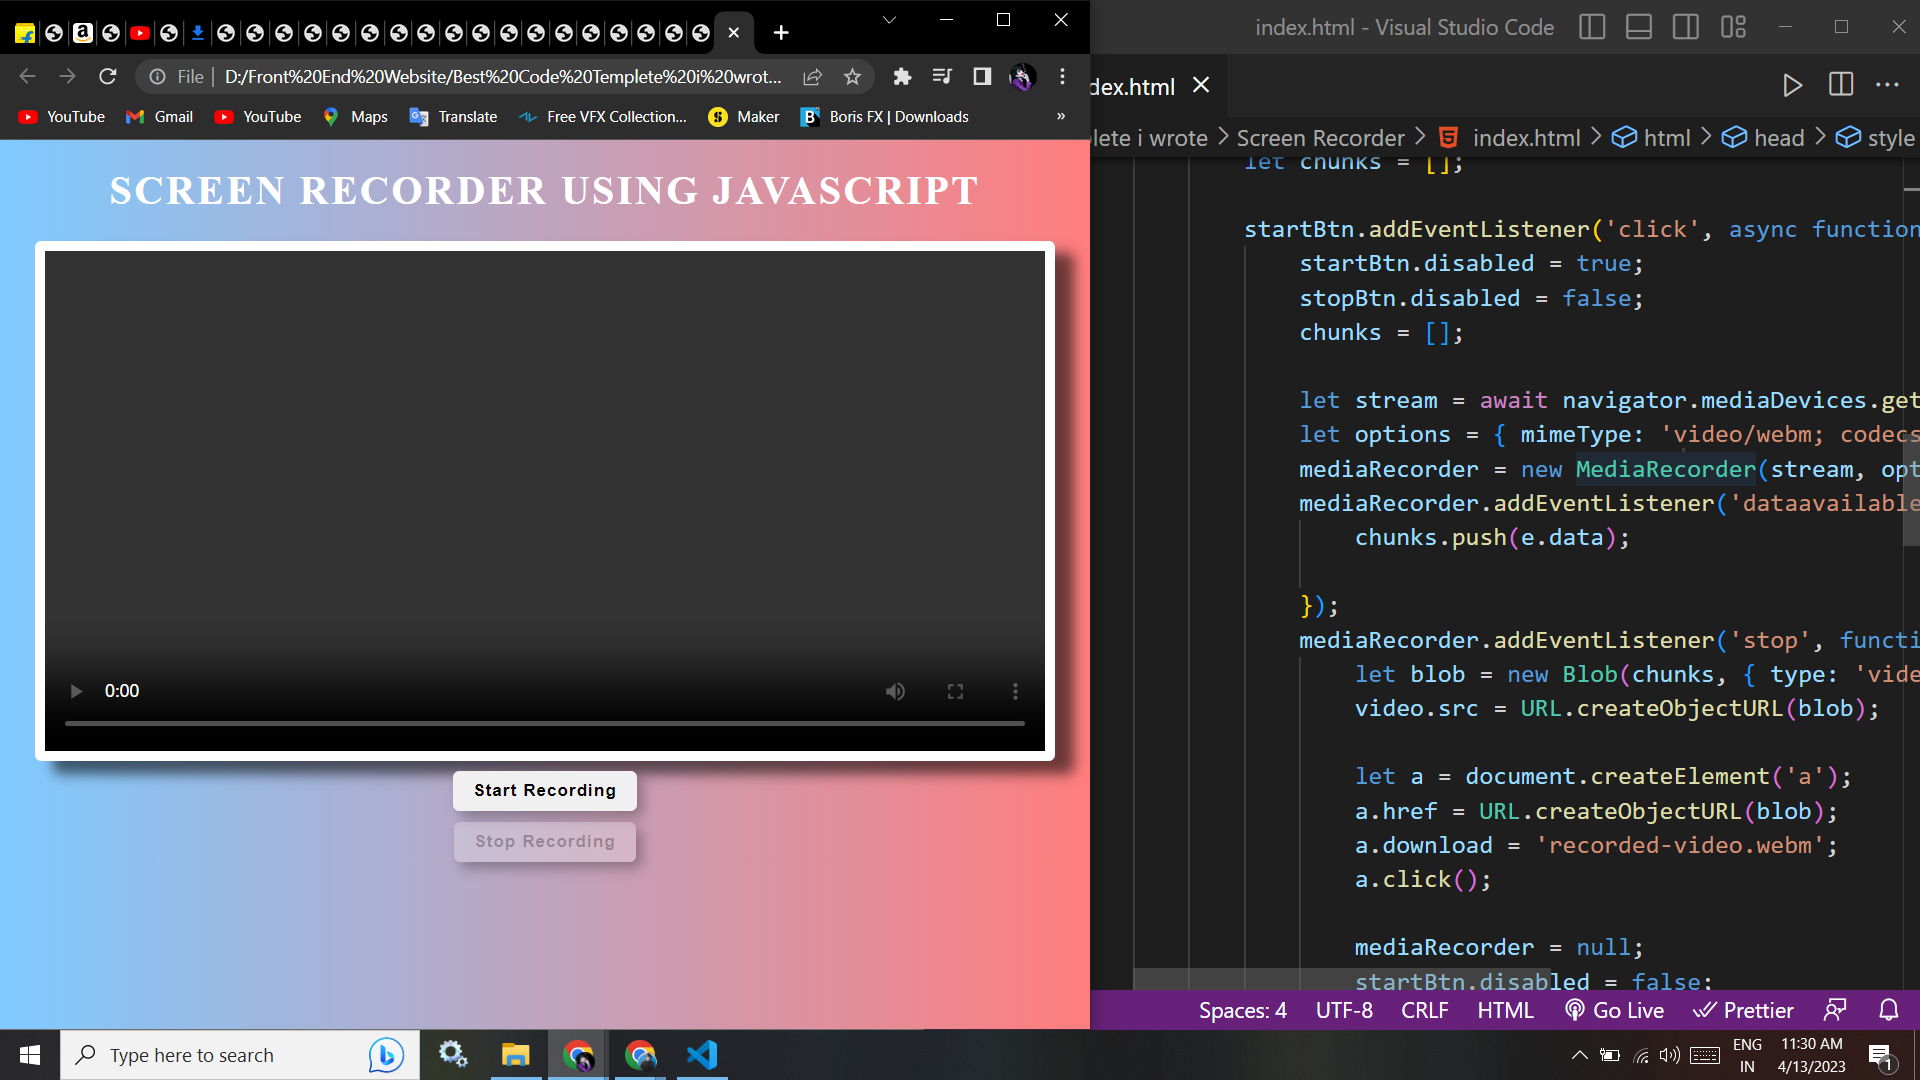 File | D:/Front%20End%20Website/Best%20Code%20Templete%20i%20wrot...
YouTube Gmail YouTube Maps Translate Free VFX Collection... Maker Boris FX | Downloads »
SCREEN RECORDER USING JAVASCRIPT
0:00
Start Recording
Stop Recording
index.html - Visual Studio Code
dex.html
lete i wrote > Screen Recorder > index.html > html > head > style
let chunks = [];
startBtn.addEventListener('click', async function
startBtn.disabled = true;
stopBtn.disabled = false;
chunks = [];
let stream = await navigator.mediaDevices.get
let options = { mimeType: 'video/webm; codecs
mediaRecorder = new MediaRecorder(stream, opt
mediaRecorder.addEventListener('dataavailable
chunks.push(e.data);
});
mediaRecorder.addEventListener('stop', functi
let blob = new Blob(chunks, { type: 'vide
video.src = URL.createObjectURL(blob);
let a = document.createElement('a');
a.href = URL.createObjectURL(blob);
a.download = 'recorded-video.webm';
a.click();
mediaRecorder = null;
startBtn.disabled = false;
Spaces: 4 UTF-8 CRLF HTML Go Live Prettier
Type here to search
ENG
IN
11:30 AM
4/13/2023
1